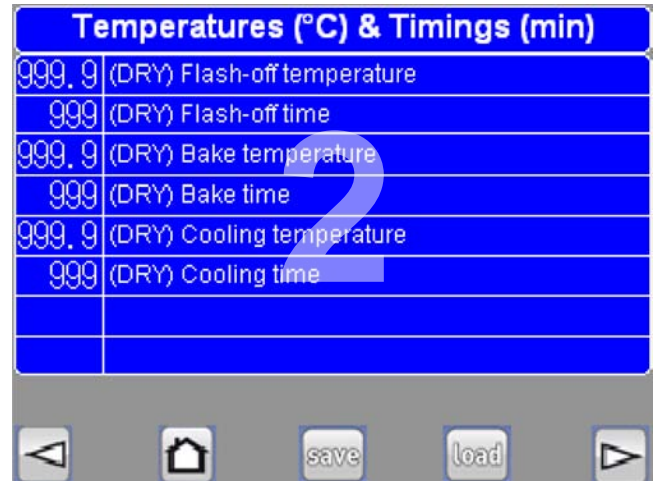 Temperatures (°C) & Timings (min)
999.9 (DRY) Flash-off temperature
999 (DRY) Flash-off time
999.9 (DRY) Bake temperature
999 (DRY) Bake time
999.9 (DRY) Cooling temperature
999 (DRY) Cooling time
2
save load